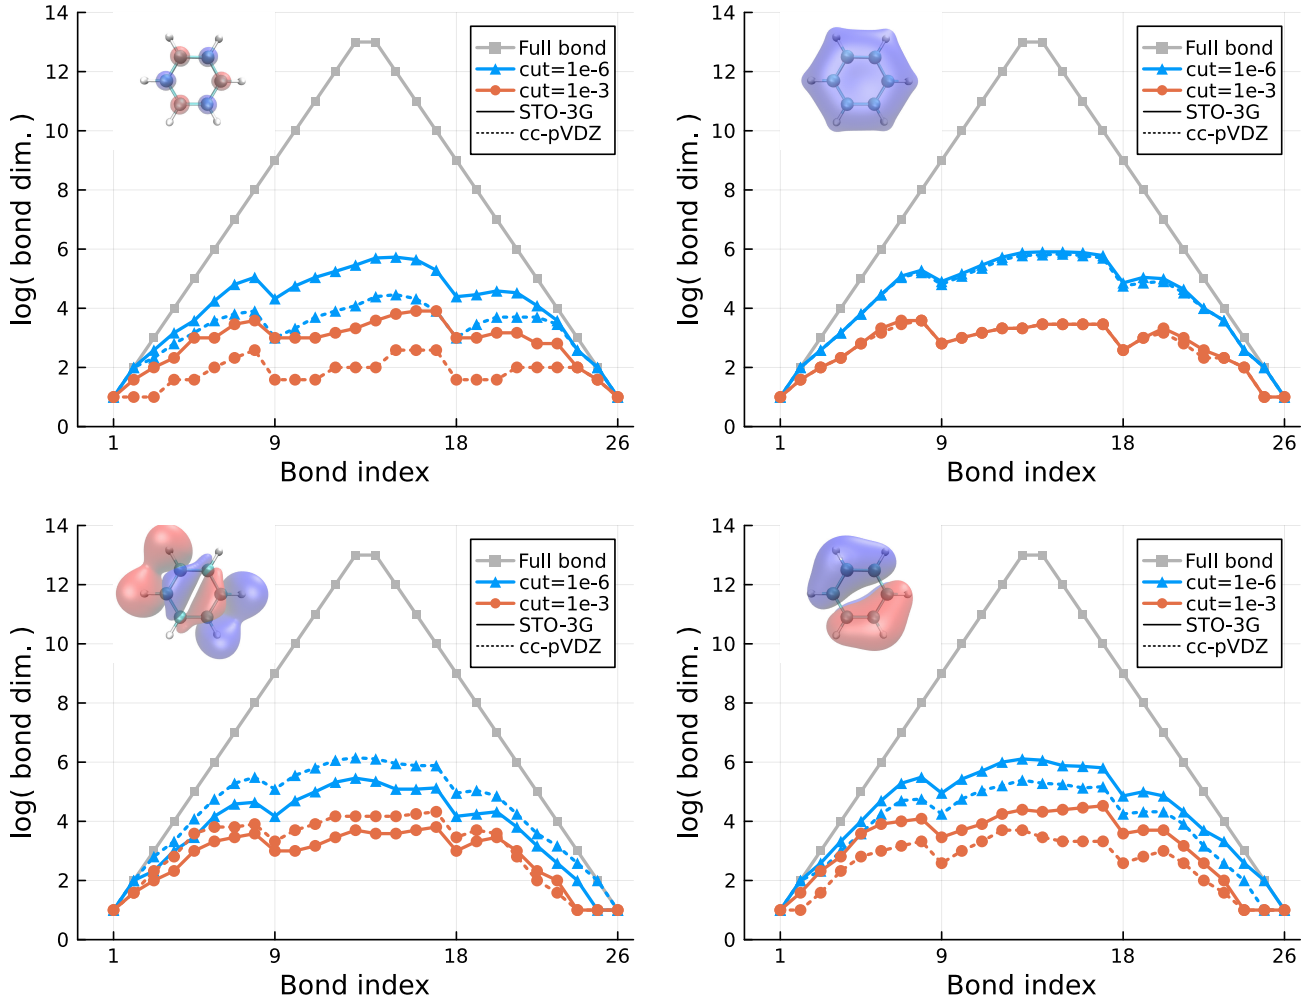 14
12
10
8
6
4
2
0
log( bond dim. )
Full bond
cut=1e-6
cut=1e-3
STO-3G
cc-pVDZ
1
9
18
26
Bond index
14
12
10
8
6
4
2
0
log( bond dim. )
Full bond
cut=1e-6
cut=1e-3
STO-3G
cc-pVDZ
1
9
18
26
Bond index
14
12
10
8
6
4
2
0
log( bond dim. )
Full bond
cut=1e-6
cut=1e-3
STO-3G
cc-pVDZ
1
9
18
26
Bond index
14
12
10
8
6
4
2
0
log( bond dim. )
Full bond
cut=1e-6
cut=1e-3
STO-3G
cc-pVDZ
1
9
18
26
Bond index